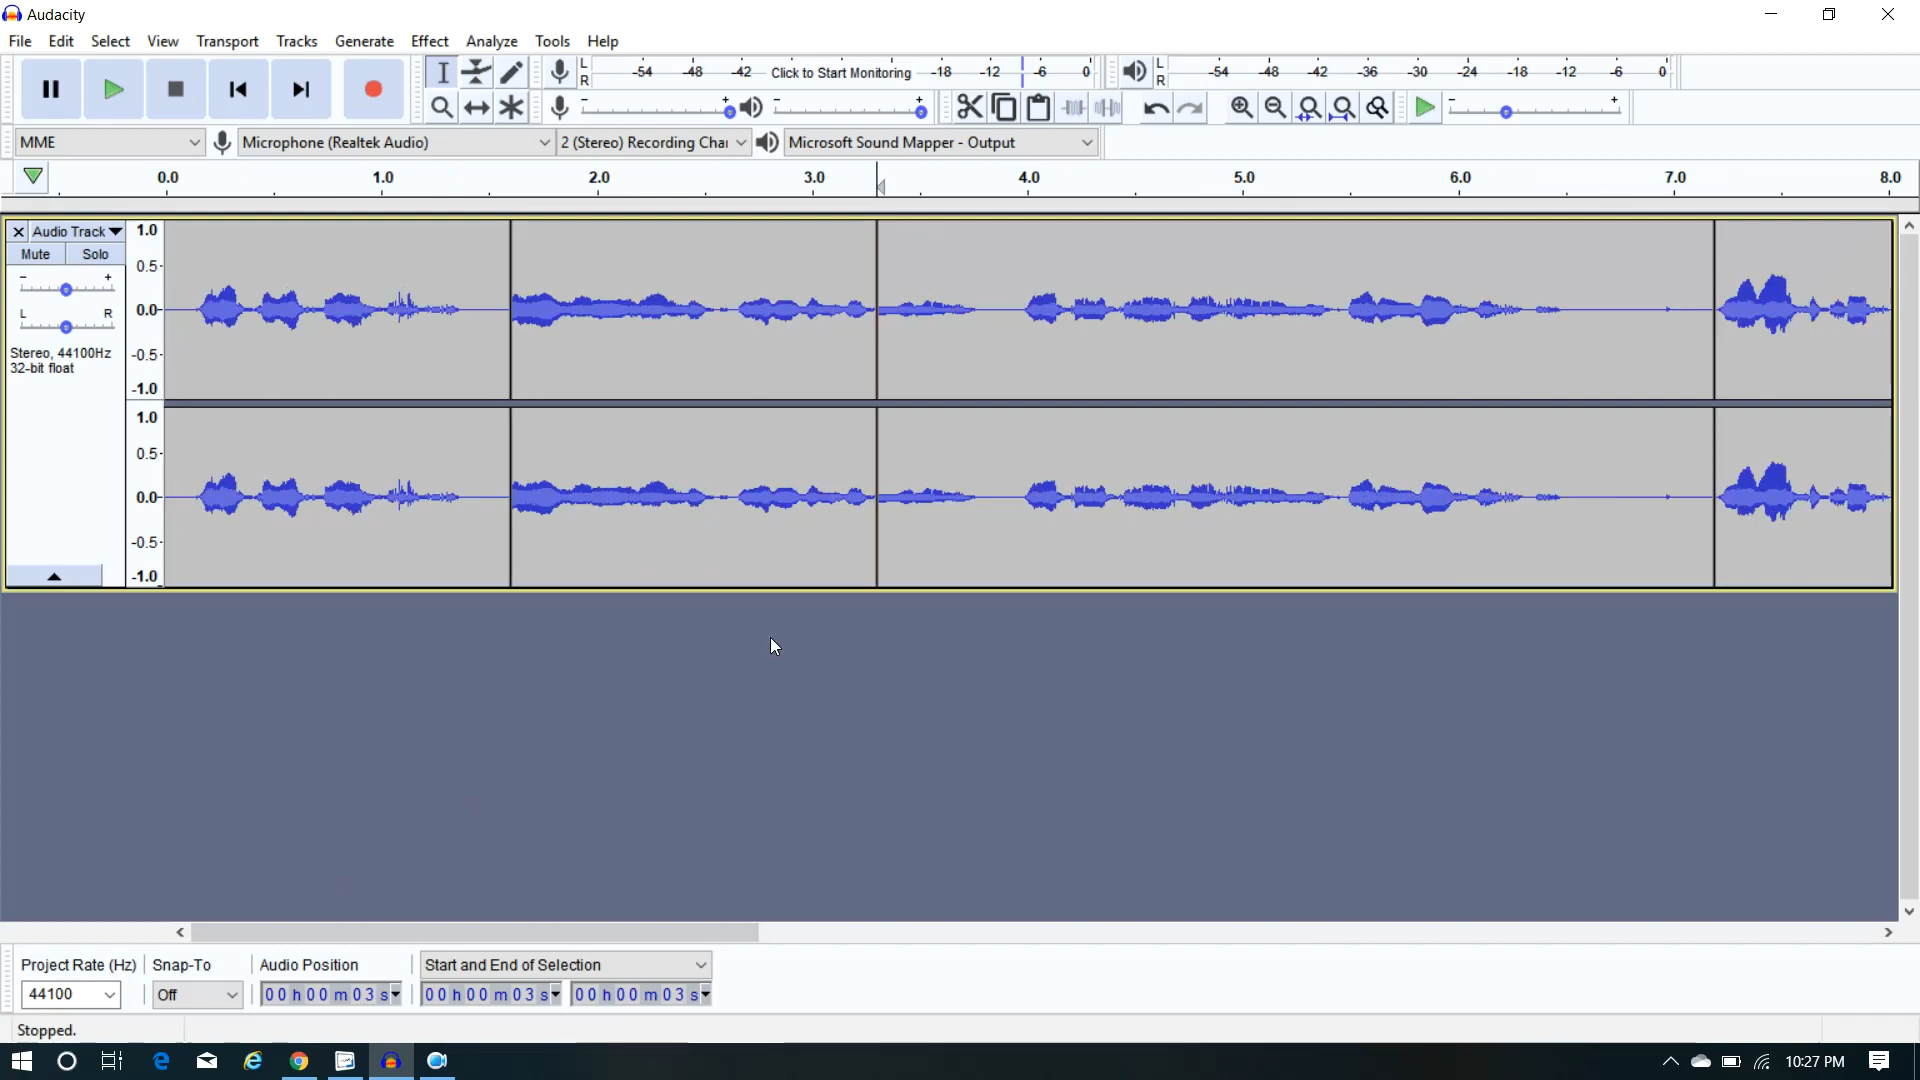 Audacity
File Edit Select View Transport Tracks Generate Effect Analyze Tools Help
L R -54 -48 -42 Click to Start Monitoring -18 -12 -6 0 L R -54 -48 -42 -36 -30 -24 -18 -12 -6 0
- + - + - +
MME Microphone (Realtek Audio) 2 (Stereo) Recording Chai Microsoft Sound Mapper - Output
0.0 1.0 2.0 3.0 4.0 5.0 6.0 7.0 8.0
X Audio Track 1.0
Mute Solo
0.5
- +
0.0
L R
Stereo, 44100Hz -0.5
32-bit float
-1.0
1.0
0.5
0.0
-0.5
-1.0
Project Rate (Hz) Snap-To Audio Position Start and End of Selection
44100 Off 00 h 00 m 03 s 00 h 00 m 03 s 00 h 00 m 03 s
Stopped.
10:27 PM